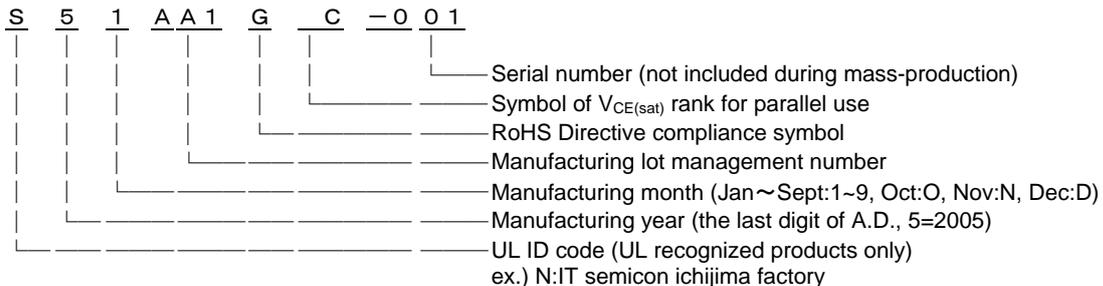 Ｓ ５ １ ＡＡ１ Ｇ Ｃ －０ ０１
Serial number (not included during mass-production)
Symbol of VCE(sat) rank for parallel use
RoHS Directive compliance symbol
Manufacturing lot management number
Manufacturing month (Jan～Sept:1~9, Oct:O, Nov:N, Dec:D)
Manufacturing year (the last digit of A.D., 5=2005)
UL ID code (UL recognized products only)
ex.) N:IT semicon ichijima factory